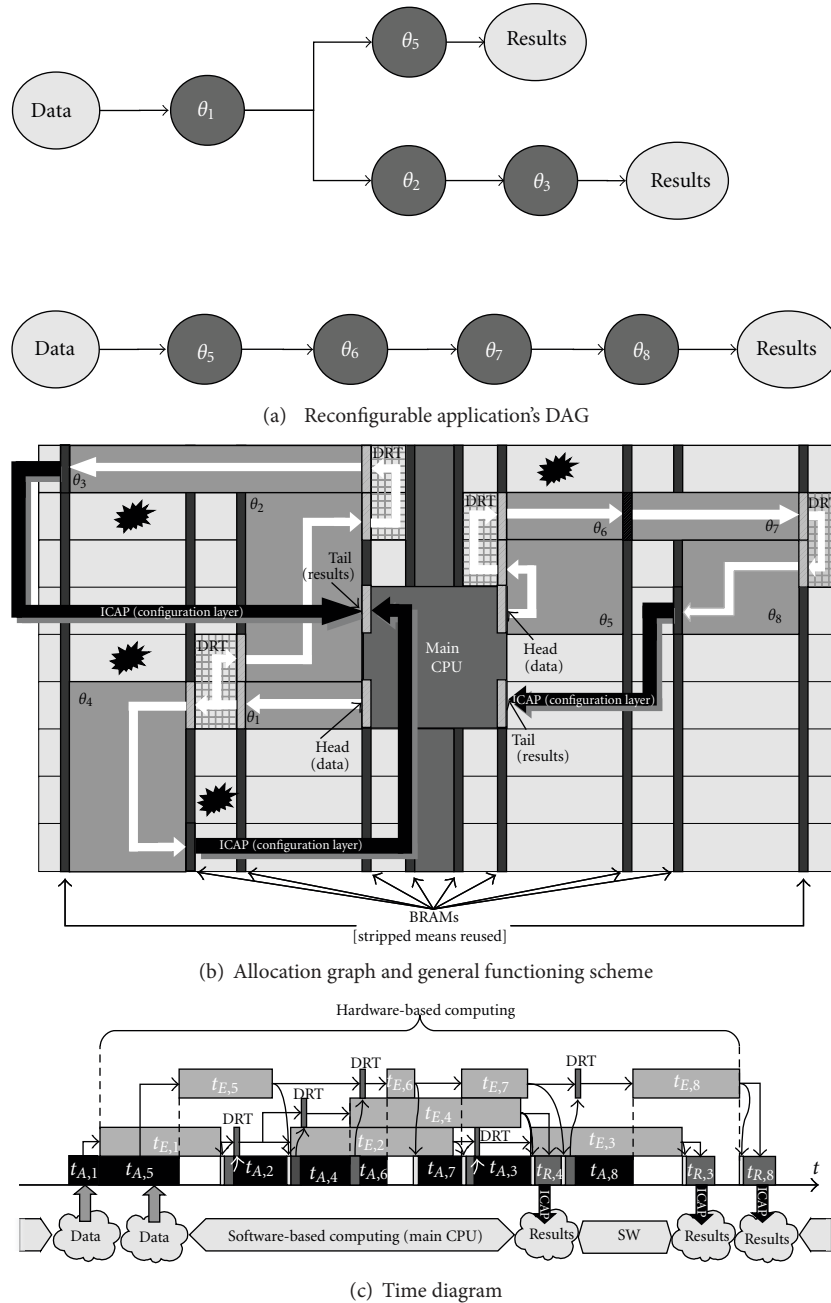 θ5
Results
Data
θ1
θ2
θ3
Results
Data
θ5
θ6
θ7
θ8
Results
(a) Reconfigurable application's DAG
DRT
θ3
θ2
DRT
DRT
θ6
θ7
Tail
(results)
ICAP (configuration layer)
θ5
θ8
DRT
Main
CPU
Head
(data)
θ4
ICAP (configuration layer)
θ1
Head
(data)
Tail
(results)
ICAP (configuration layer)
BRAMs
[stripped means reused]
(b) Allocation graph and general functioning scheme
Hardware-based computing
DRT
DRT
tE,5
tE,6
tE,7
tE,8
DRT
tE,4
DRT
DRT
tE,1
tE,2
tE,3
tA,1
tA,5
tA,2
tA,4
tA,6
tA,7
tA,3
tR,4
tA,8
tR,3
tR,8
t
ICAP
ICAP
ICAP
Data
Data
Software-based computing (main CPU)
Results
SW
Results
Results
(c) Time diagram